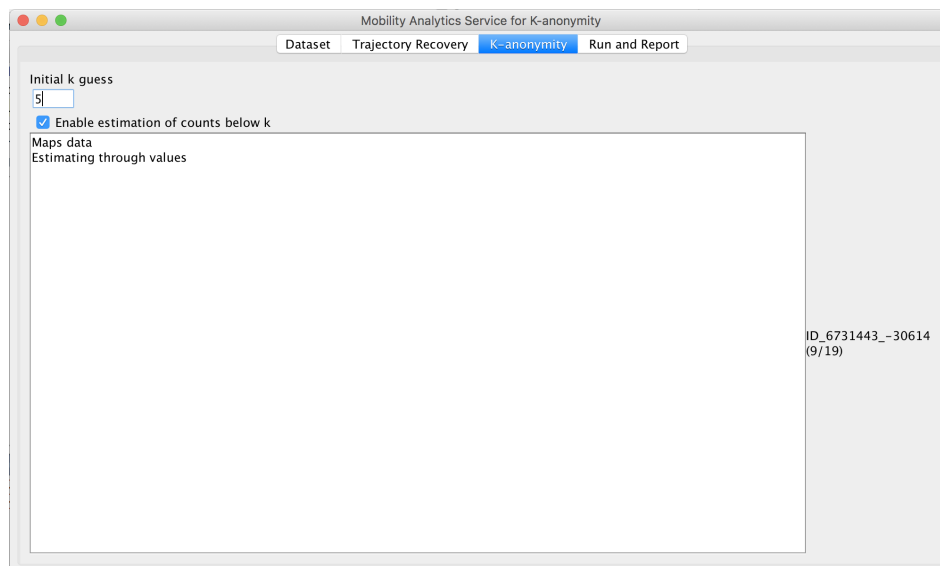 Mobility Analytics Service for K-anonymity
Dataset Trajectory Recovery K-anonymity Run and Report
Initial k guess
5
Enable estimation of counts below k
Maps data
Estimating through values
ID_6731443_-30614
(9/19)